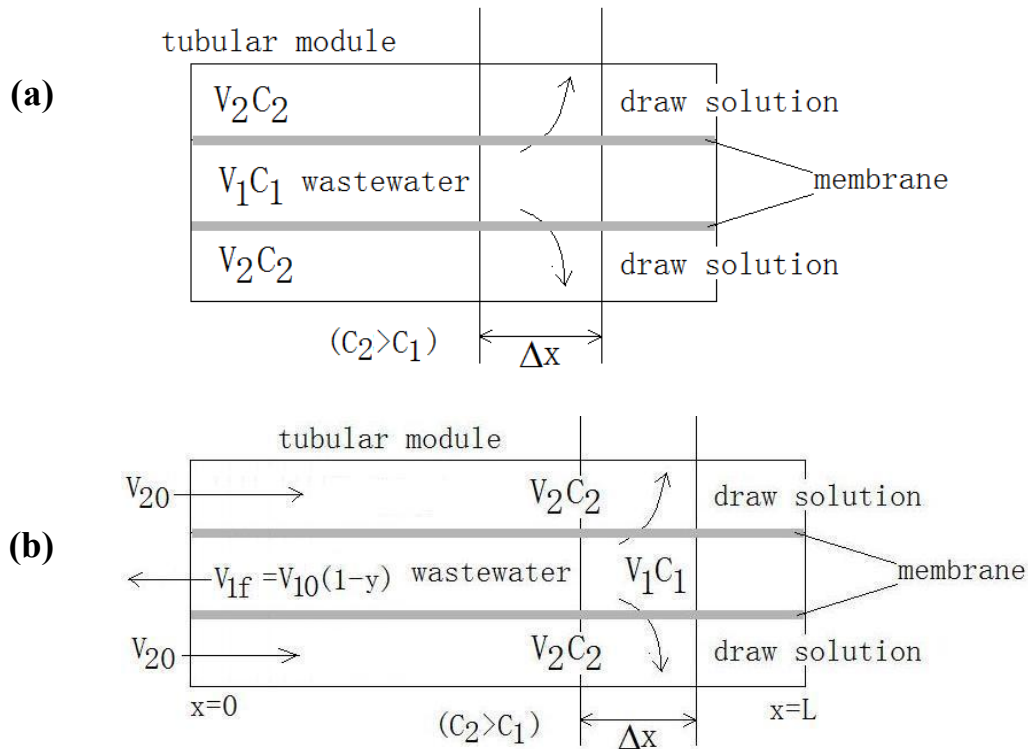 (a)
tubular module
V₂C₂
draw solution
V₁C₁ wastewater
membrane
V₂C₂
draw solution
(C₂>C₁)
Δx
(b)
tubular module
V₂₀
V₂C₂
draw solution
V₁f =V₁₀(1-y)
wastewater
V₁C₁
membrane
V₂₀
V₂C₂
draw solution
x=0
(C₂>C₁)
Δx
x=L